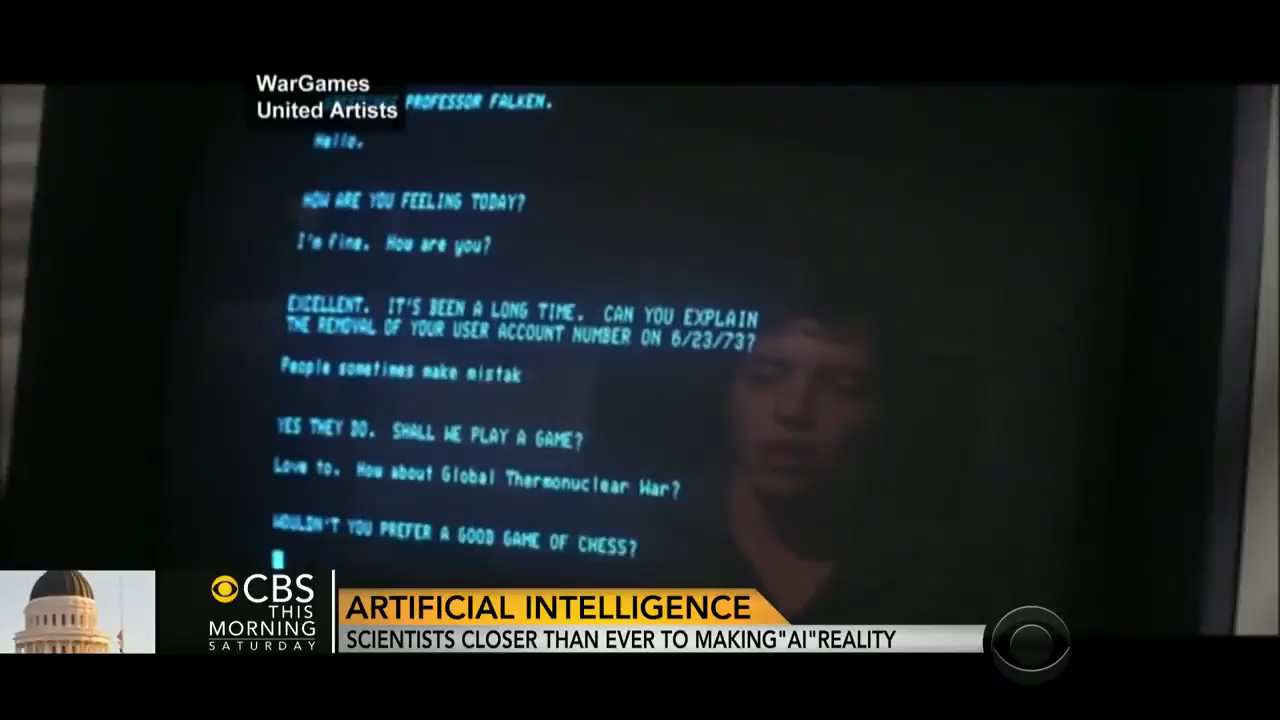 WarGames
United Artists
PROFESSOR FALKEN.
Hello.
HOW ARE YOU FEELING TODAY?
I'm fine. How are you?
EXCELLENT. IT'S BEEN A LONG TIME. CAN YOU EXPLAIN
THE REMOVAL OF YOUR USER ACCOUNT NUMBER ON 6/23/73?
People sometimes make mistak
YES THEY DO. SHALL WE PLAY A GAME?
Love to. How about Global Thermonuclear War?
WOULDN'T YOU PREFER A GOOD GAME OF CHESS?
CBS
THIS
MORNING
SATURDAY
ARTIFICIAL INTELLIGENCE
SCIENTISTS CLOSER THAN EVER TO MAKING"AI"REALITY